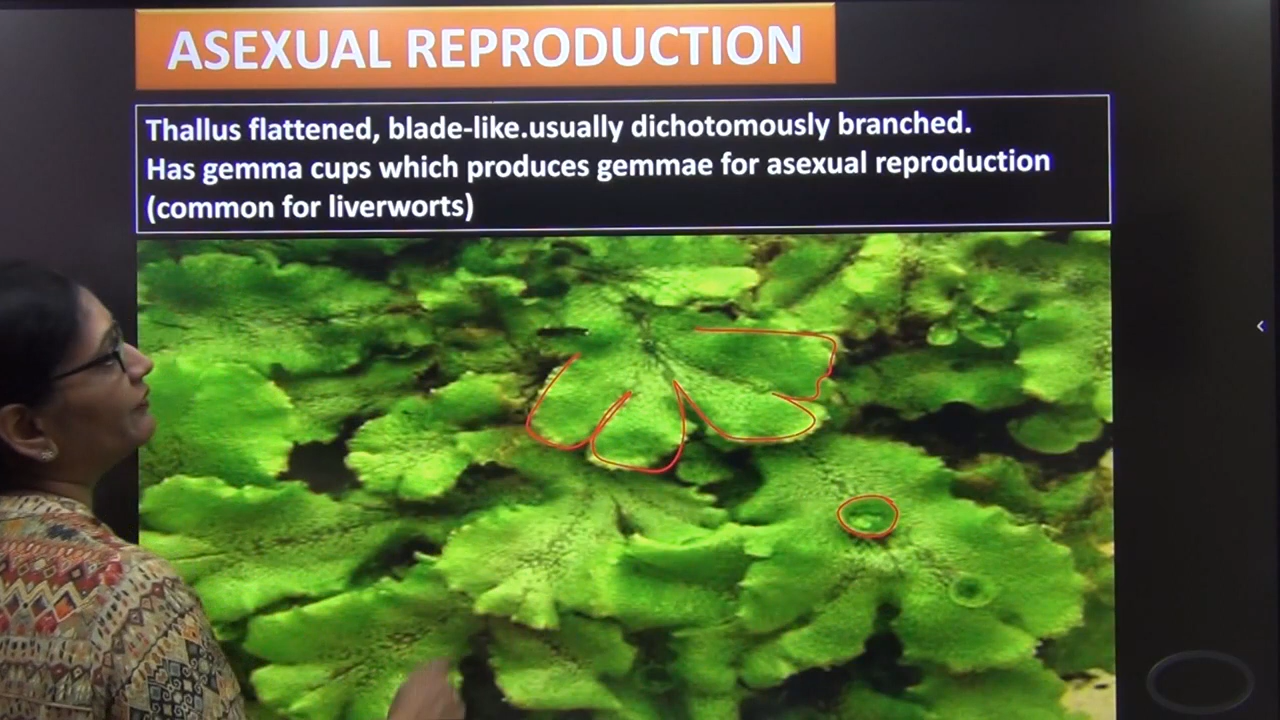 ASEXUAL REPRODUCTION
Thallus flattened, blade-like.usually dichotomously branched.
Has gemma cups which produces gemmae for asexual reproduction
(common for liverworts)